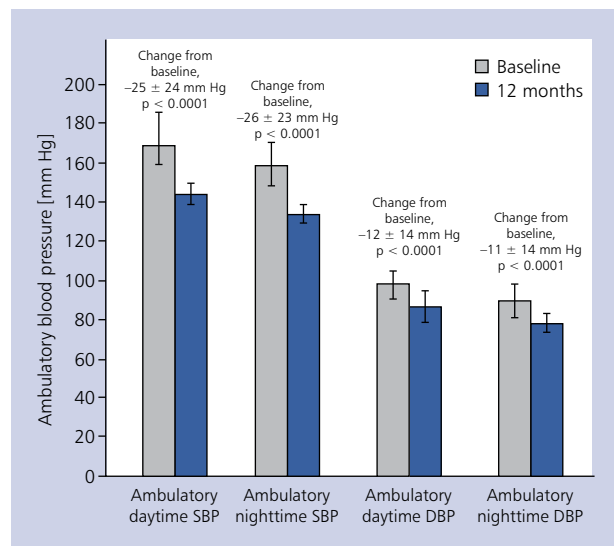 Change from
baseline,
–25 ± 24 mm Hg
p < 0.0001
Change from
baseline,
–26 ± 23 mm Hg
p < 0.0001
Change from
baseline,
–12 ± 14 mm Hg
p < 0.0001
Change from
baseline,
–11 ± 14 mm Hg
p < 0.0001
Baseline
12 months
Ambulatory blood pressure [mm Hg]
200
180
160
140
120
100
80
60
40
20
0
Ambulatory
daytime SBP
Ambulatory
nighttime SBP
Ambulatory
daytime DBP
Ambulatory
nighttime DBP